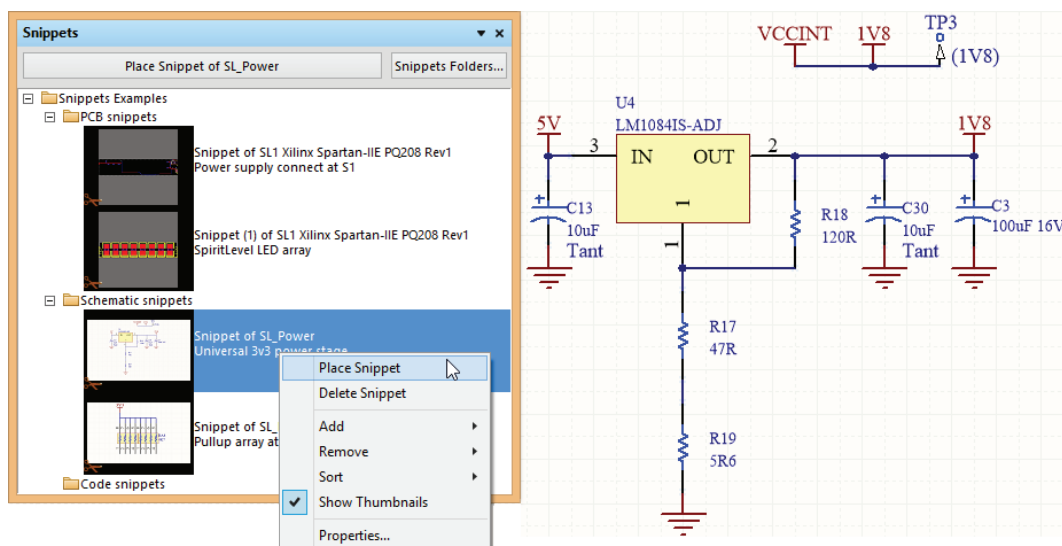 Snippets
Place Snippet of SL_Power
Snippets Folders...
Snippets Examples
PCB snippets
Snippet of SL1 Xilinx Spartan-IIE PQ208 Rev1
Power supply connect at S1
Snippet (1) of SL1 Xilinx Spartan-IIE PQ208 Rev1
SpiritLevel LED array
Schematic snippets
Snippet of SL_Power
Universal 3v3 power stage
Snippet of SL_
Pullup array at
Code snippets
Place Snippet
Delete Snippet
Add
Remove
Sort
Show Thumbnails
Properties...
VCCINT
1V8
TP3
(1V8)
U4
LM1084IS-ADJ
5V
3
IN
OUT
2
1V8
1
1
C13
10uF
Tant
R18
120R
C30
10uF
Tant
C3
100uF 16V
R17
47R
R19
5R6